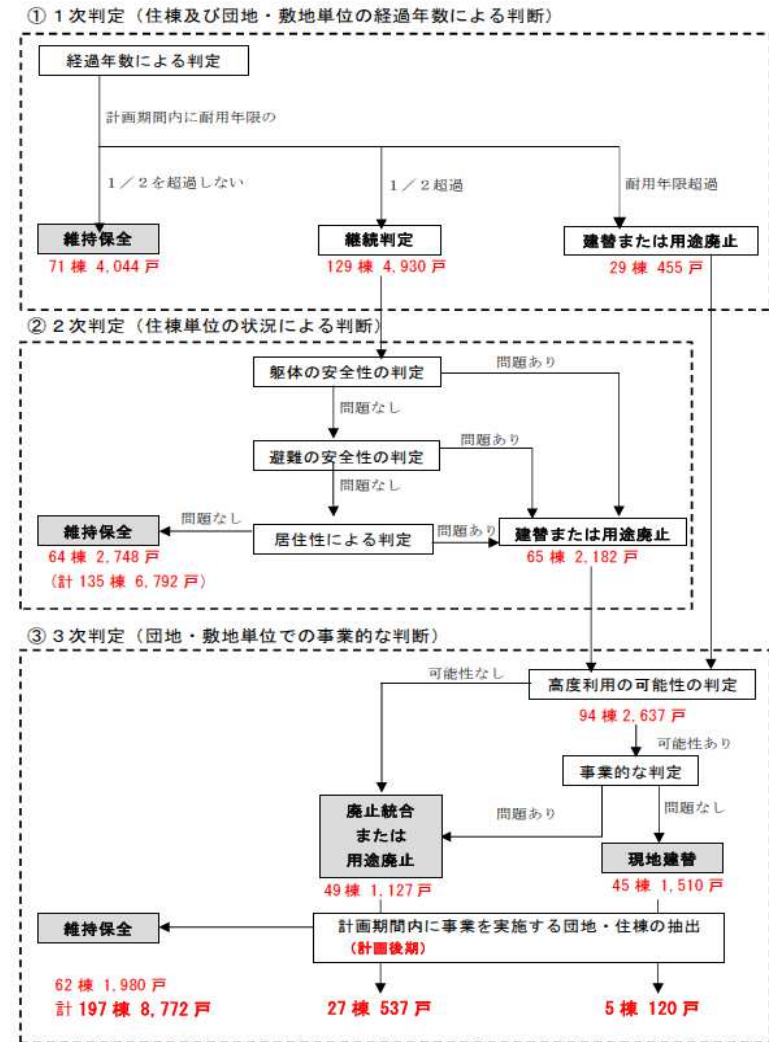 ① 1次判定（住棟及び団地・敷地単位の経過年数による判断）
経過年数による判定
計画期間内に耐用年限の
1／2を超過しない
1／2超過
耐用年限超過
維持保全
継続判定
建替または用途廃止
71 棟 4,044 戸
129 棟 4,930 戸
29 棟 455 戸
② 2次判定（住棟単位の状況による判断）
躯体の安全性の判定
問題あり
問題なし
避難の安全性の判定
問題あり
問題なし
維持保全
問題なし
居住性による判定
問題あり
建替または用途廃止
64 棟 2,748 戸
65 棟 2,182 戸
（計 135 棟 6,792 戸）
③ 3次判定（団地・敷地単位での事業的な判断）
可能性なし
高度利用の可能性の判定
94 棟 2,637 戸
可能性あり
事業的な判定
廃止統合
または
用途廃止
問題あり
問題なし
現地建替
49 棟 1,127 戸
45 棟 1,510 戸
維持保全
計画期間内に事業を実施する団地・住棟の抽出
（計画後期）
62 棟 1,980 戸
計 197 棟 8,772 戸
27 棟 537 戸
5 棟 120 戸